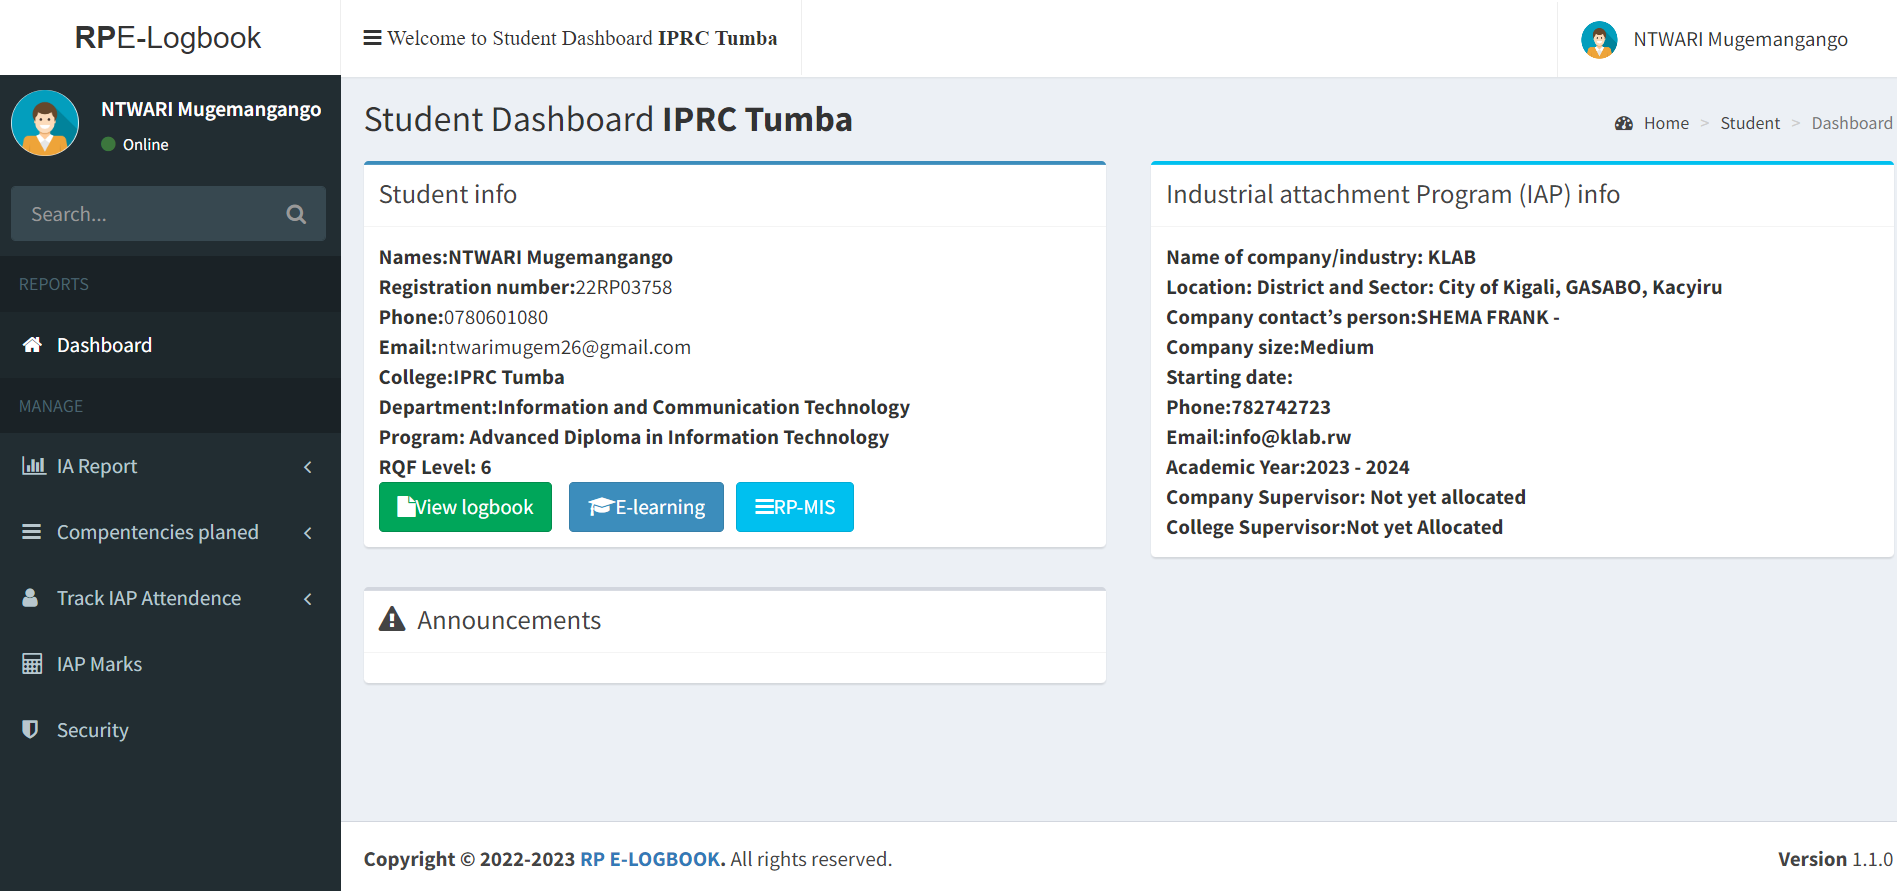 RPE-Logbook
Welcome to Student Dashboard IPRC Tumba
NTWARI Mugemangango
NTWARI Mugemangango
Online
Search...
REPORTS
Dashboard
MANAGE
IA Report
Compentencies planed
Track IAP Attendence
IAP Marks
Security
Student Dashboard IPRC Tumba
Home > Student > Dashboard
Student info
Names:NTWARI Mugemangango
Registration number:22RP03758
Phone:0780601080
Email:ntwarimugem26@gmail.com
College:IPRC Tumba
Department:Information and Communication Technology
Program: Advanced Diploma in Information Technology
RQF Level: 6
View logbook
E-learning
RP-MIS
Industrial attachment Program (IAP) info
Name of company/industry: KLAB
Location: District and Sector: City of Kigali, GASABO, Kacyiru
Company contact’s person:SHEMA FRANK -
Company size:Medium
Starting date:
Phone:782742723
Email:info@klab.rw
Academic Year:2023 - 2024
Company Supervisor: Not yet allocated
College Supervisor:Not yet Allocated
Announcements
Copyright © 2022-2023 RP E-LOGBOOK. All rights reserved.
Version 1.1.0